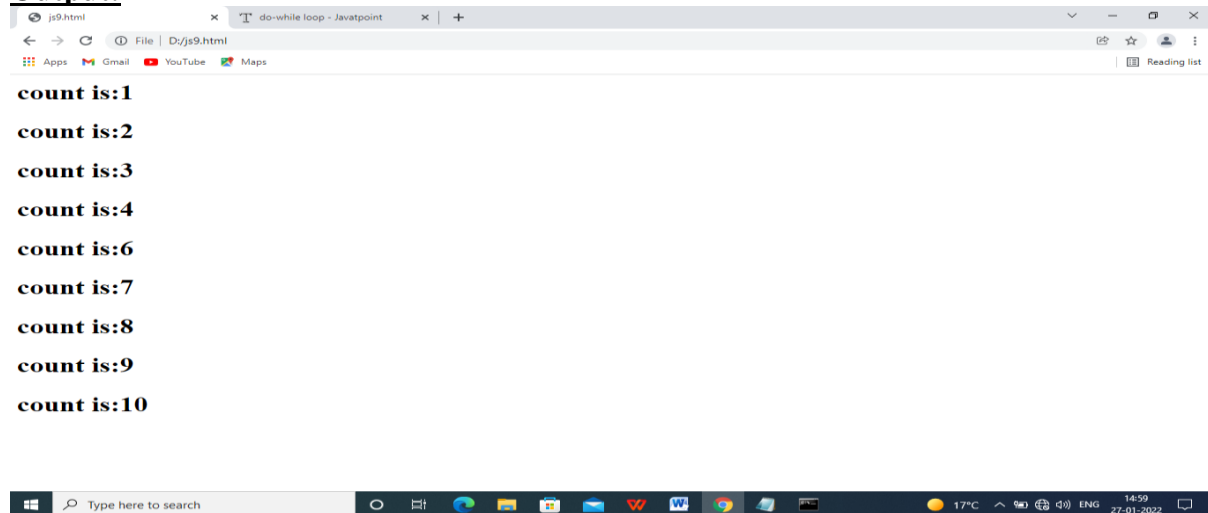 js9.html do-while loop - Javatpoint
File D:/js9.html
Apps Gmail YouTube Maps Reading list
count is:1
count is:2
count is:3
count is:4
count is:6
count is:7
count is:8
count is:9
count is:10
Type here to search 17°C ENG 14:59
27-01-2022